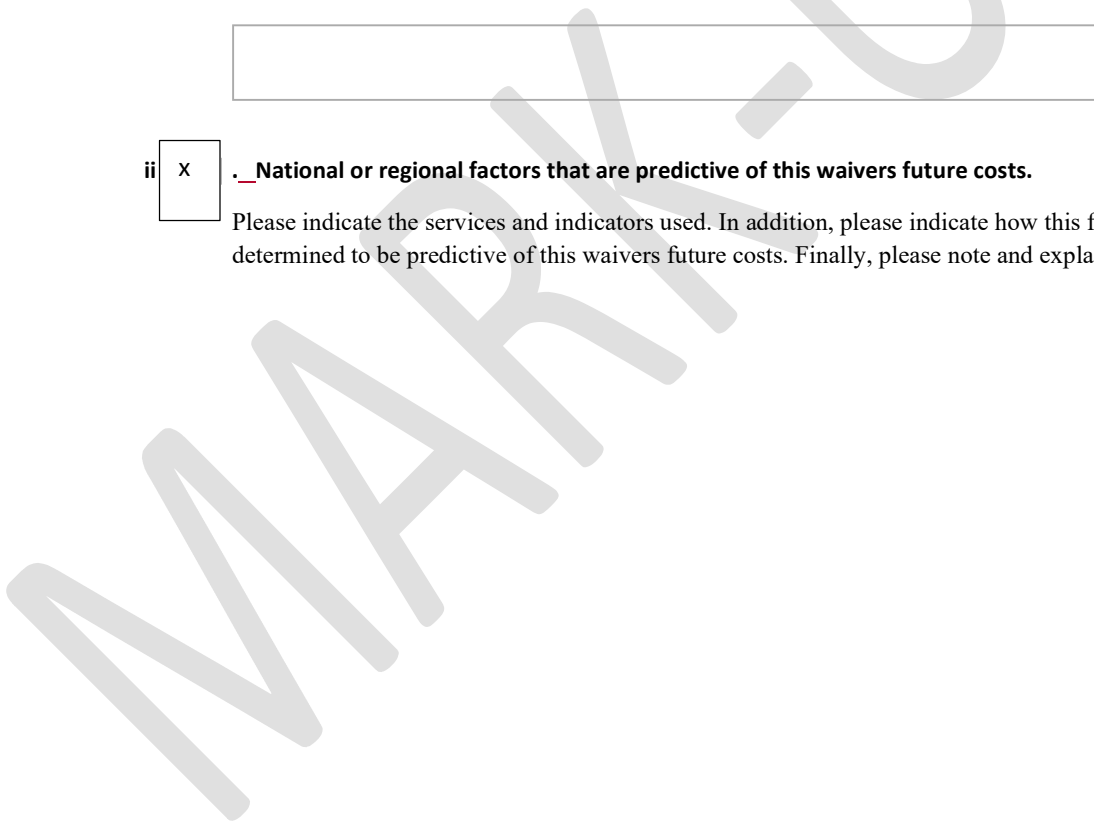 ii X . National or regional factors that are predictive of this waivers future costs.
Please indicate the services and indicators used. In addition, please indicate how this
determined to be predictive of this waivers future costs. Finally, please note and
MARK-